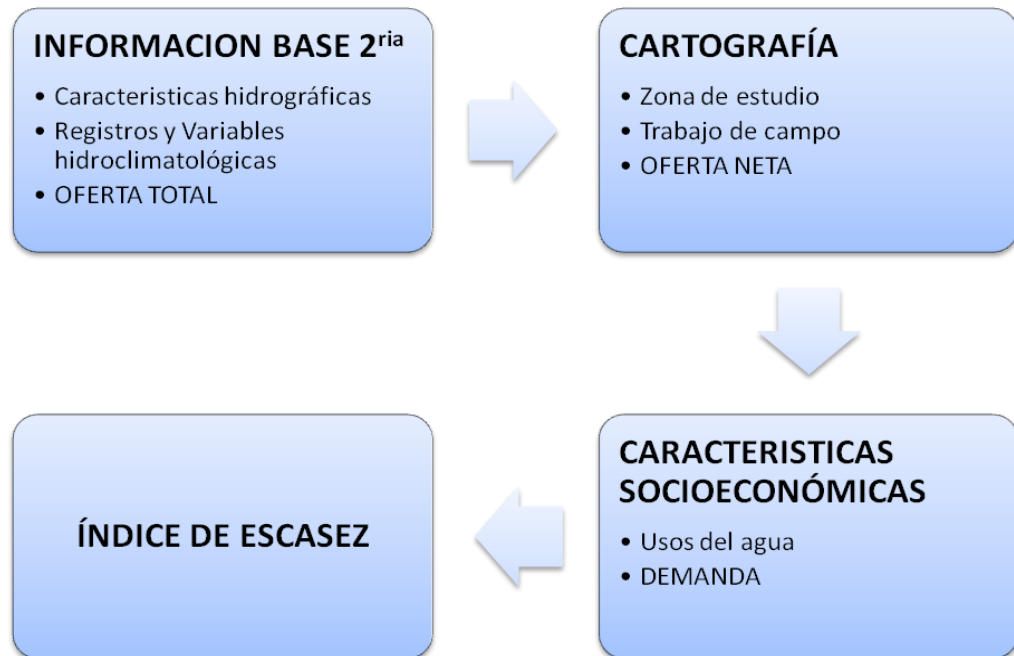 INFORMACION BASE 2ria
• Caracteristicas hidrográficas
• Registros y Variables
hidroclimatológicas
• OFERTA TOTAL
CARTOGRAFÍA
• Zona de estudio
• Trabajo de campo
• OFERTA NETA
CARACTERISTICAS
SOCIOECONÓMICAS
• Usos del agua
• DEMANDA
ÍNDICE DE ESCASEZ